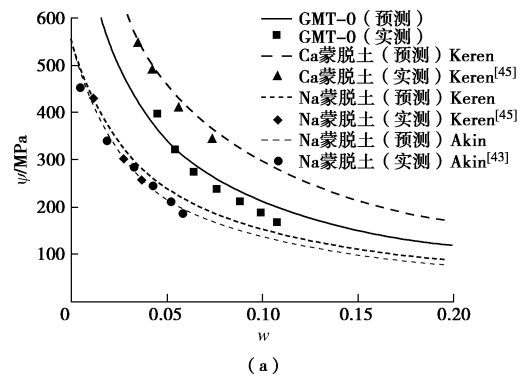 600
500
400
300
200
100
0
0.05
0.10
0.15
0.20
ψ/MPa
w
GMT-0（预测）
GMT-0（实测）
Ca蒙脱土（预测）Keren
Ca蒙脱土（实测）Keren[45]
Na蒙脱土（预测）Keren
Na蒙脱土（实测）Keren[45]
Na蒙脱土（预测）Akin
Na蒙脱土（实测）Akin[43]
（a）